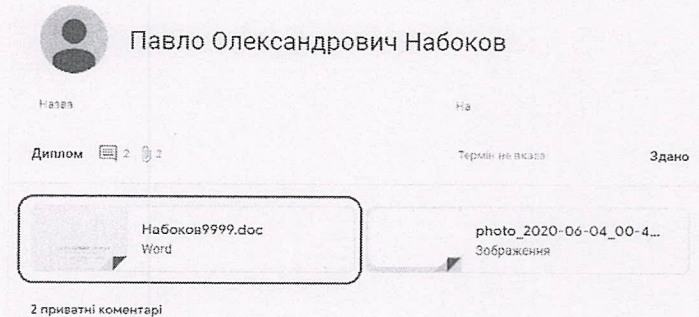 Павло Олександрович Набоков
Назва На
Диплом 2 2 Термін не вказа Здано
Набоков9999.doc photo_2020-06-04_00-4...
Word Зображення
2 приватні коментарі